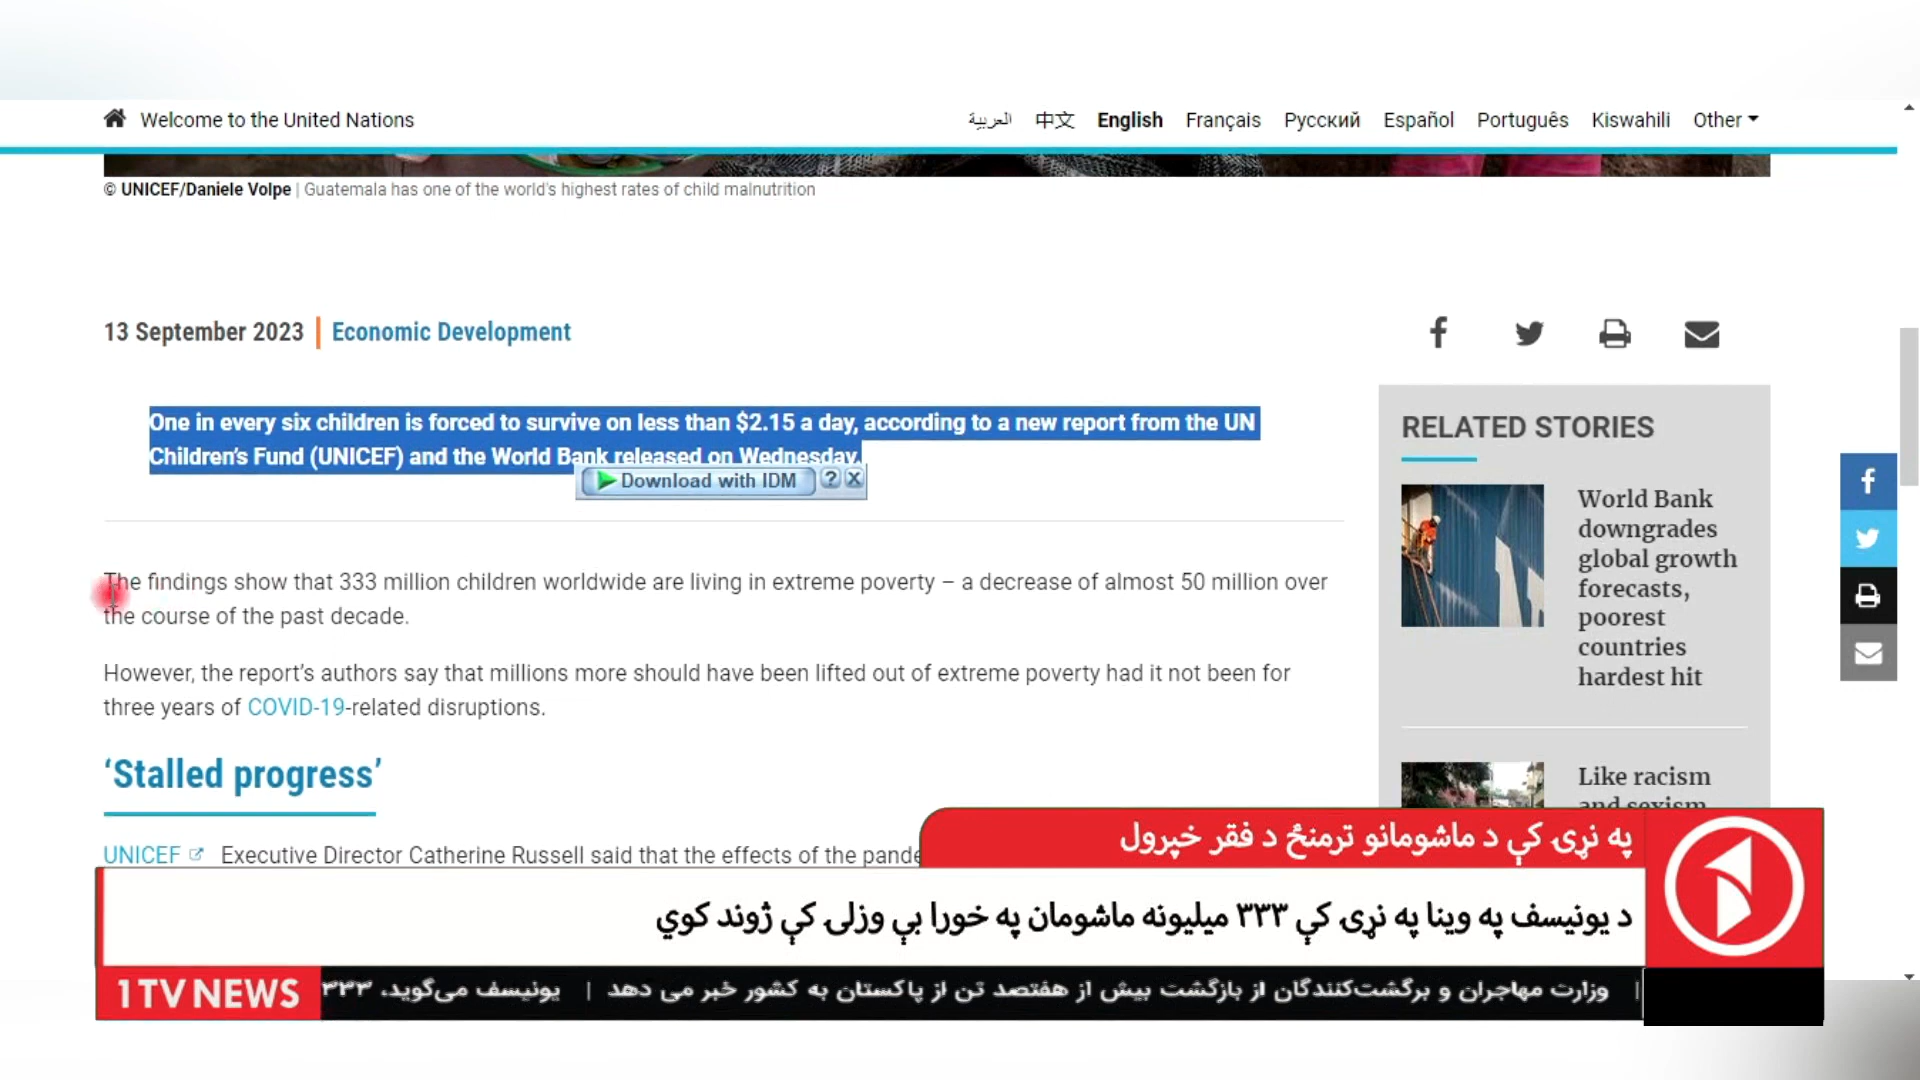 Welcome to the United Nations
العربية 中文 English Français Русский Español Português Kiswahili Other
© UNICEF/Daniele Volpe | Guatemala has one of the world's highest rates of child malnutrition
13 September 2023 | Economic Development
One in every six children is forced to survive on less than $2.15 a day, according to a new report from the UN
Children's Fund (UNICEF) and the World Bank released on Wednesday.
Download with IDM ? X
The findings show that 333 million children worldwide are living in extreme poverty – a decrease of almost 50 million over
the course of the past decade.
However, the report's authors say that millions more should have been lifted out of extreme poverty had it not been for
three years of COVID-19-related disruptions.
‘Stalled progress’
UNICEF Executive Director Catherine Russell said that the effects of the pande
RELATED STORIES
World Bank
downgrades
global growth
forecasts,
poorest
countries
hardest hit
Like racism
and sexism
په نړۍ کې د ماشومانو ترمنځ د فقر خپرول
د یونیسف په وینا په نړۍ کې ۳۳۳ میلیونه ماشومان په خورا بې وزلۍ کې ژوند کوي
1TV NEWS
وزارت مهاجران و برگشت‌کنندگان از بازگشت بیش از هفتصد تن از پاکستان به کشور خبر می دهد | یونیسف می‌گوید، ۳۳۳